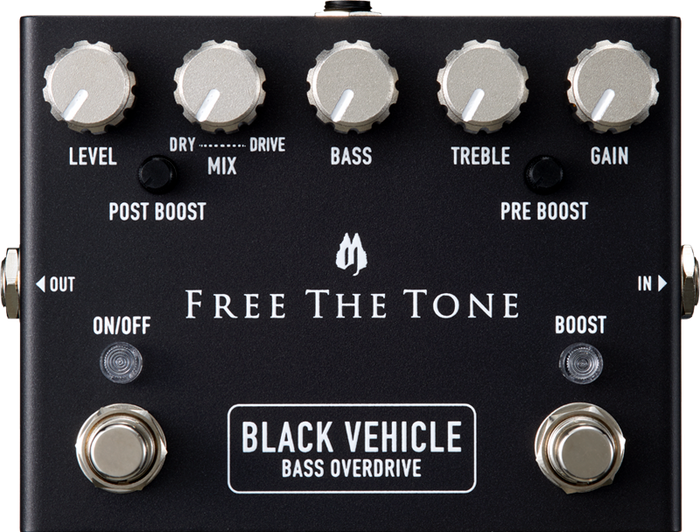 LEVEL
DRY DRIVE
MIX
BASS
TREBLE
GAIN
POST BOOST
PRE BOOST
OUT
IN
FREE THE TONE
ON/OFF
BOOST
BLACK VEHICLE
BASS OVERDRIVE